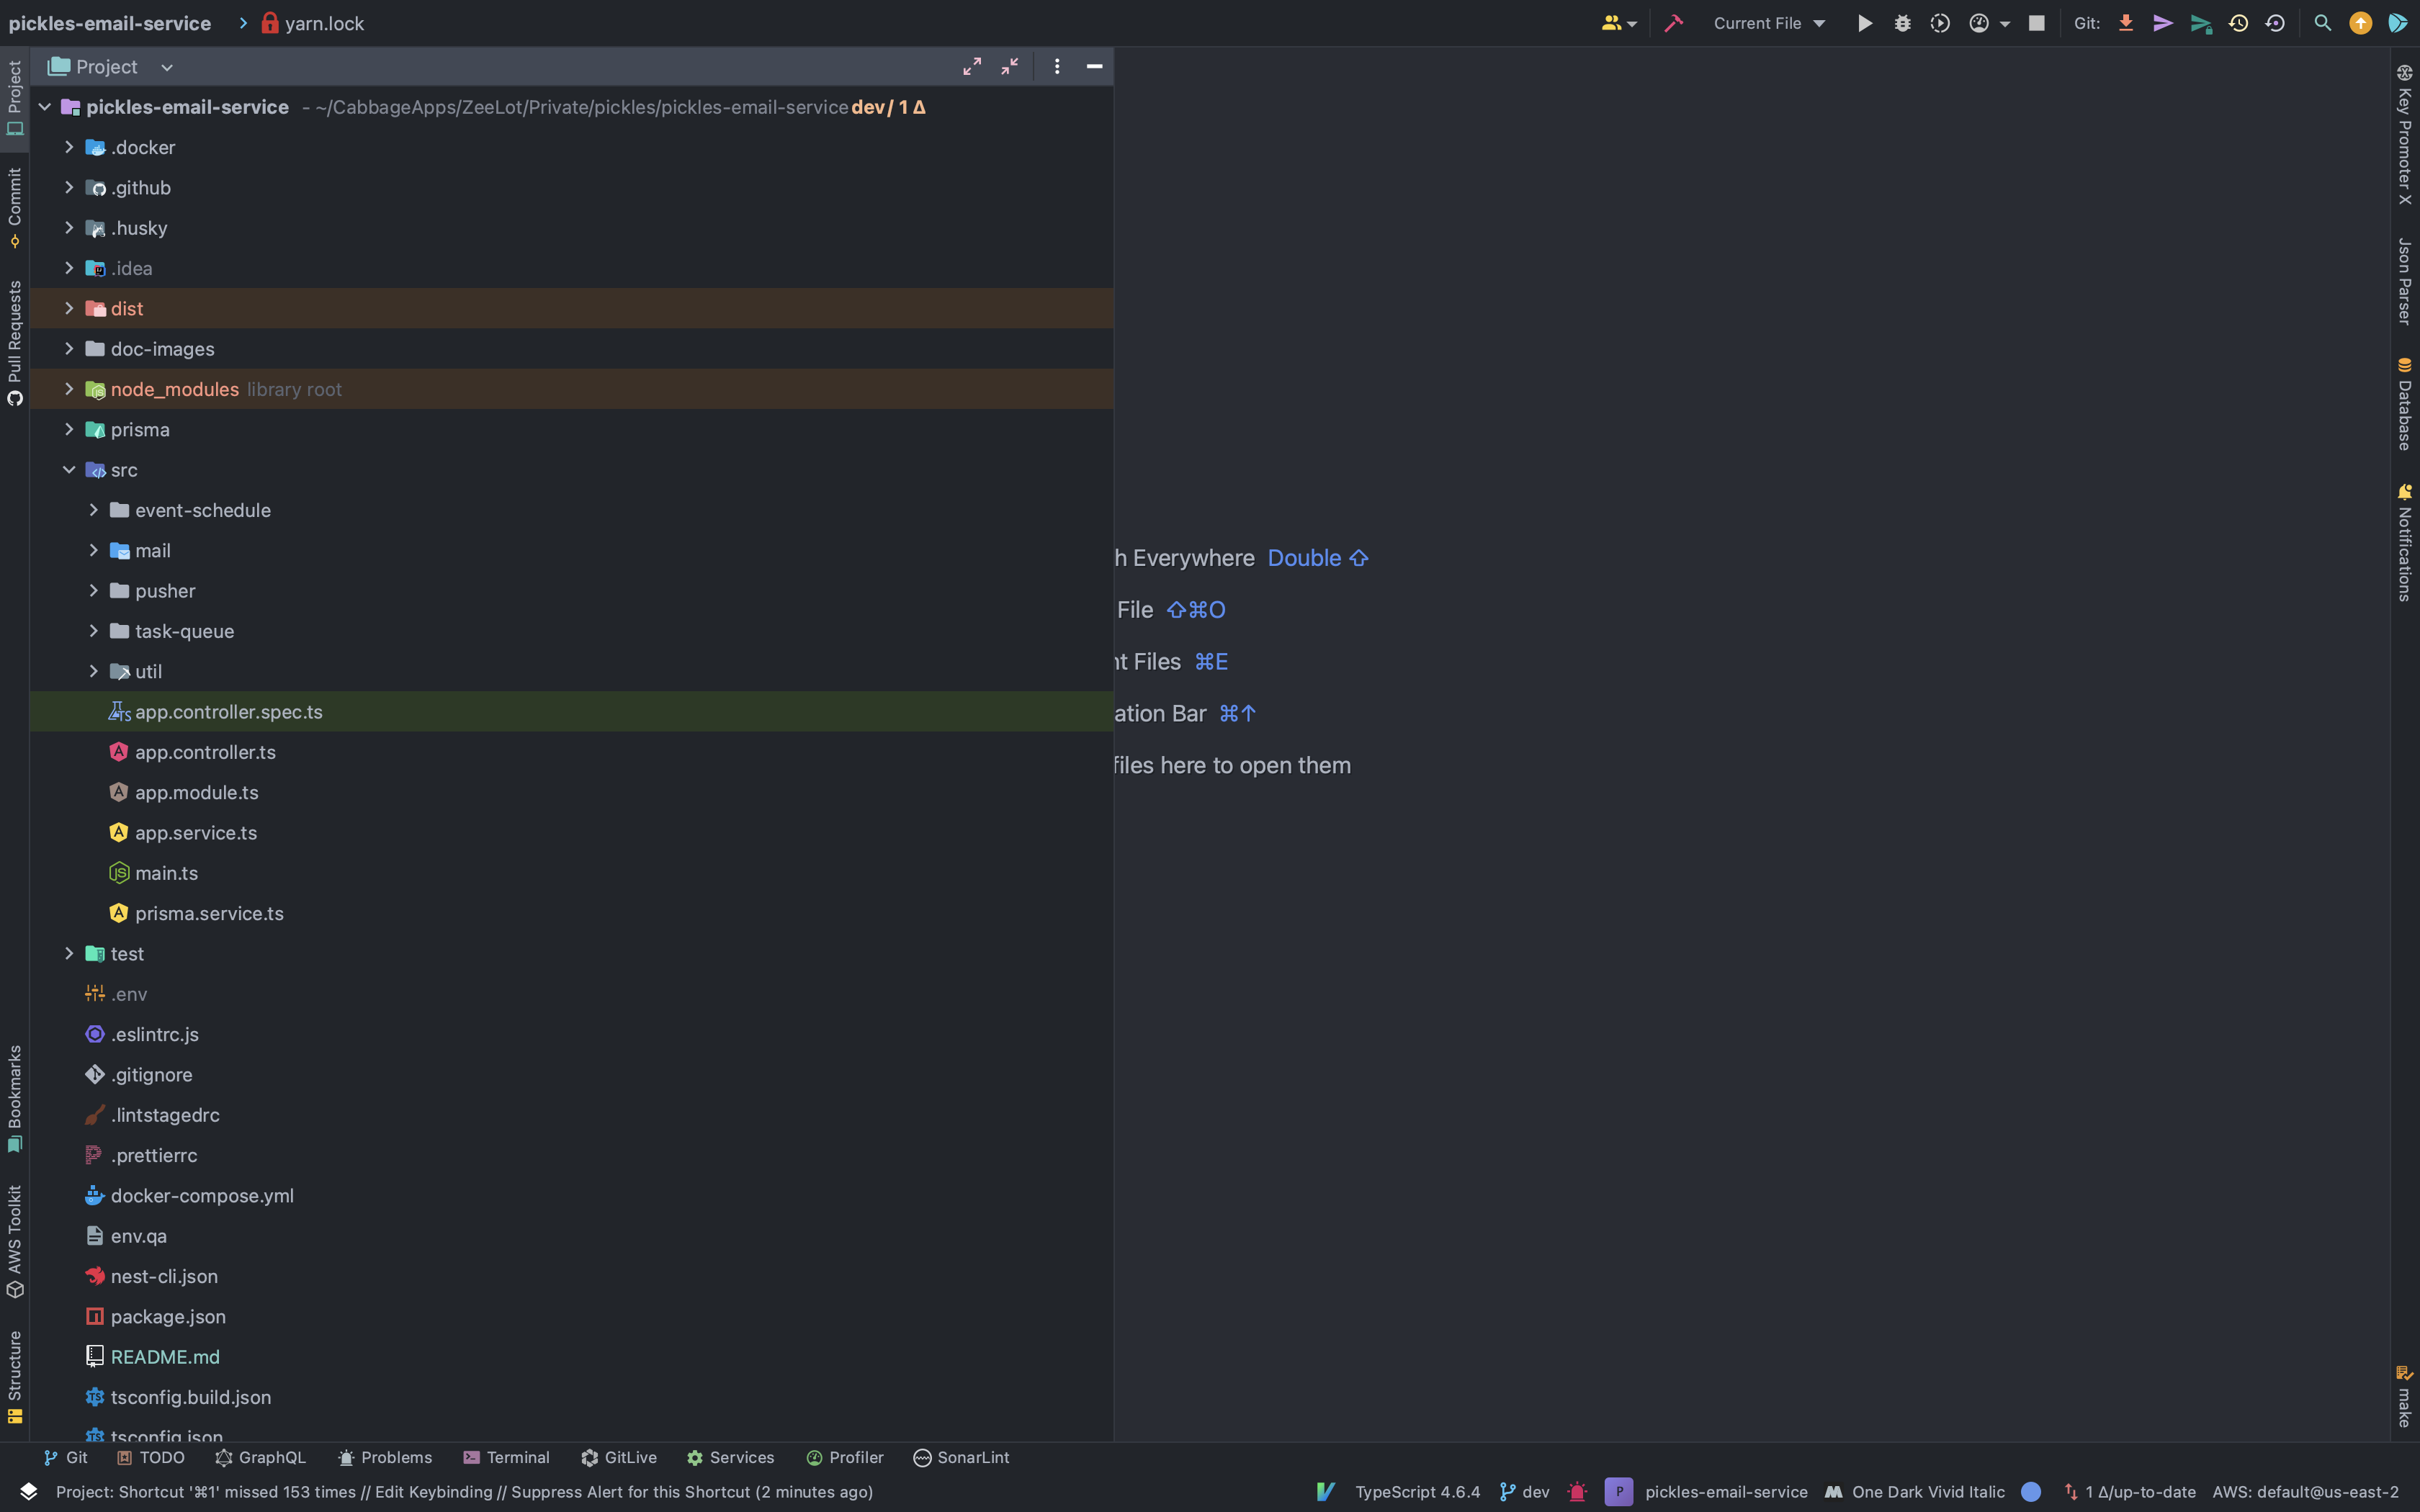 pickles-email-service yarn.lock
Current File
Git:
Project
Commit
Pull Requests
Bookmarks
AWS Toolkit
Structure
Project
pickles-email-service - ~/CabbageApps/ZeeLot/Private/pickles/pickles-email-service dev/ 1 Δ
.docker
.github
.husky
.idea
dist
doc-images
node_modules library root
prisma
src
event-schedule
mail
pusher
task-queue
util
app.controller.spec.ts
app.controller.ts
app.module.ts
app.service.ts
main.ts
prisma.service.ts
test
.env
.eslintrc.js
.gitignore
.lintstagedrc
.prettierrc
docker-compose.yml
env.qa
nest-cli.json
package.json
README.md
tsconfig.build.json
tsconfig.json
h Everywhere Double ⇧
File ⇧⌘O
nt Files ⌘E
ation Bar ⌘↑
files here to open them
Key Promoter X
Json Parser
Database
Notifications
make
Git TODO GraphQL Problems Terminal GitLive Services Profiler SonarLint
Project: Shortcut '⌘1' missed 153 times // Edit Keybinding // Suppress Alert for this Shortcut (2 minutes ago)
TypeScript 4.6.4 dev P pickles-email-service One Dark Vivid Italic 1 Δ/up-to-date AWS: default@us-east-2